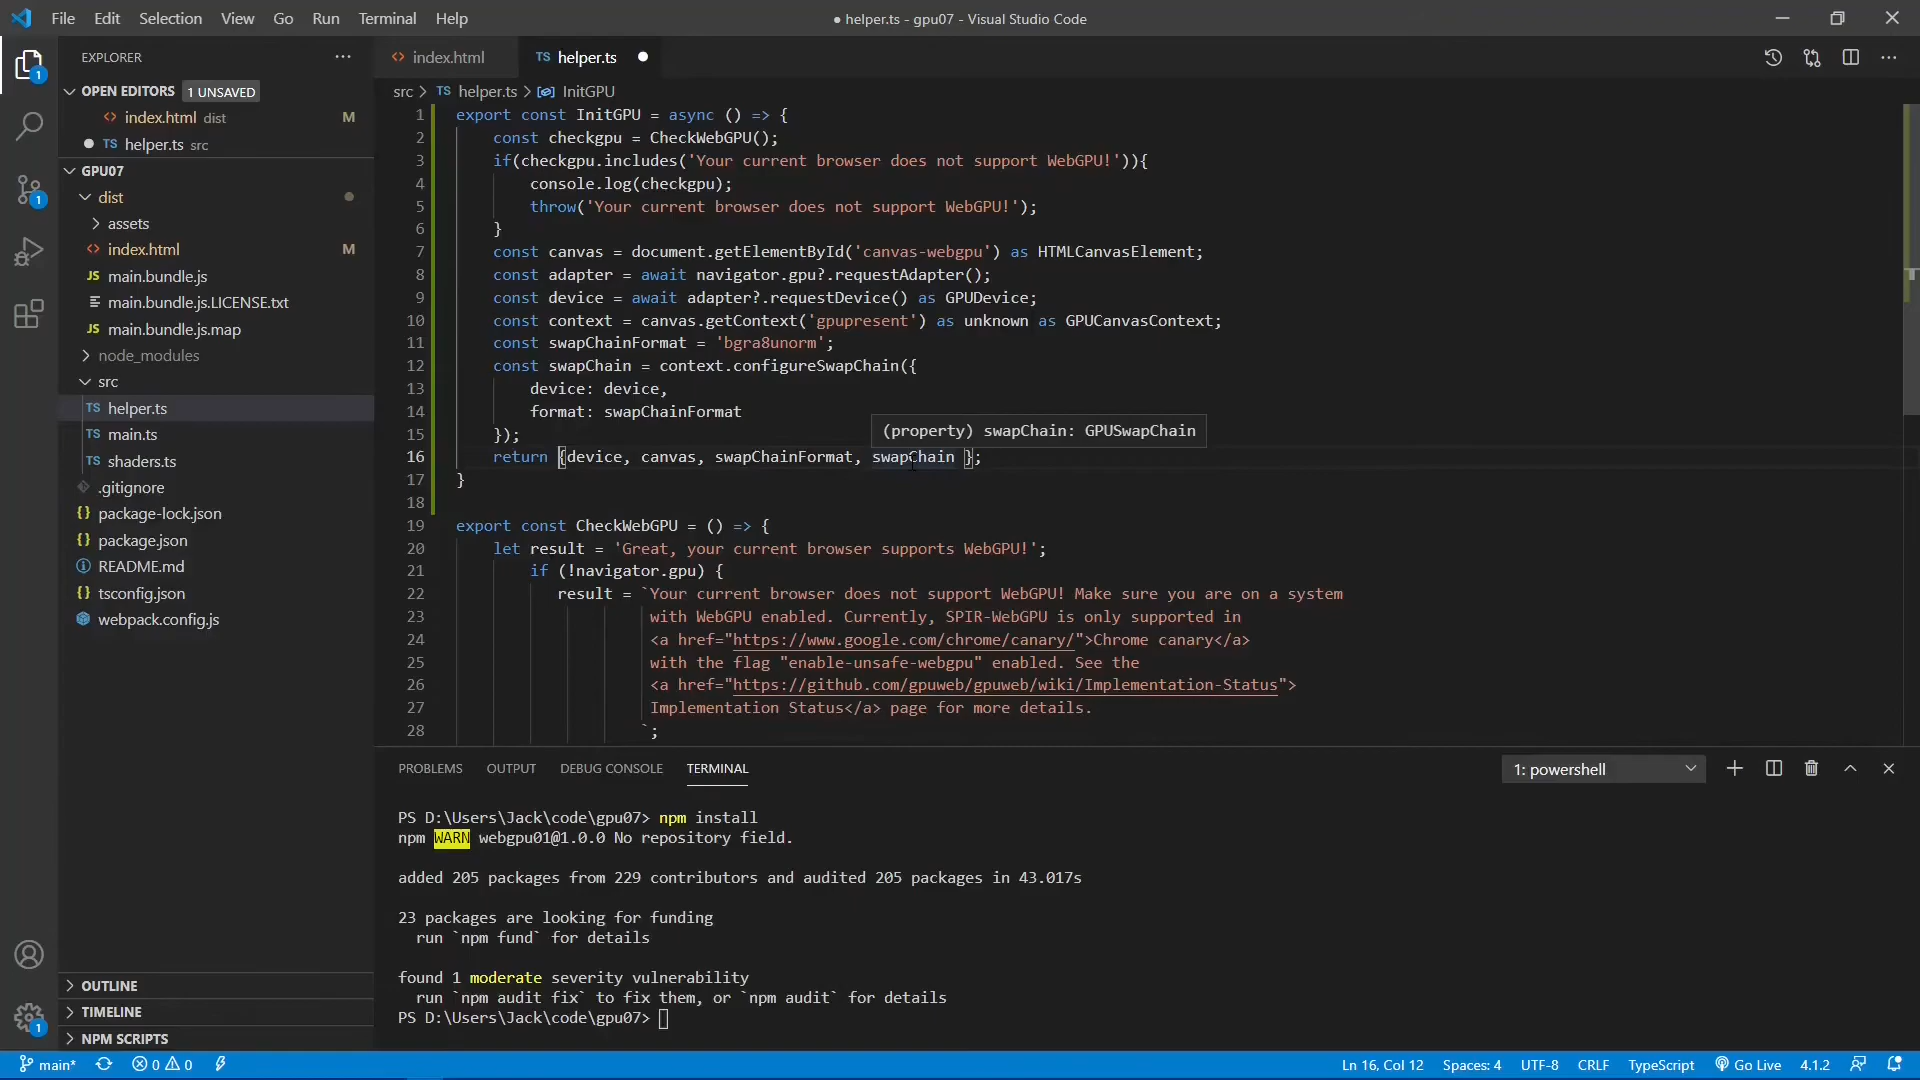 File Edit Selection View Go Run Terminal Help
● helper.ts - gpu07 - Visual Studio Code
EXPLORER
OPEN EDITORS 1 UNSAVED
index.html dist M
TS helper.ts src
GPU07
dist
assets
index.html M
JS main.bundle.js
main.bundle.js.LICENSE.txt
JS main.bundle.js.map
node_modules
src
TS helper.ts
TS main.ts
TS shaders.ts
.gitignore
{} package-lock.json
{} package.json
README.md
{} tsconfig.json
webpack.config.js
OUTLINE
TIMELINE
NPM SCRIPTS
1
1
1
<> index.html
TS helper.ts ●
src > TS helper.ts > InitGPU
1 export const InitGPU = async () => {
2 const checkgpu = CheckWebGPU();
3 if(checkgpu.includes('Your current browser does not support WebGPU!')){
4 console.log(checkgpu);
5 throw('Your current browser does not support WebGPU!');
6 }
7 const canvas = document.getElementById('canvas-webgpu') as HTMLCanvasElement;
8 const adapter = await navigator.gpu?.requestAdapter();
9 const device = await adapter?.requestDevice() as GPUDevice;
10 const context = canvas.getContext('gpupresent') as unknown as GPUCanvasContext;
11 const swapChainFormat = 'bgra8unorm';
12 const swapChain = context.configureSwapChain({
13 device: device,
14 format: swapChainFormat
15 });
(property) swapChain: GPUSwapChain
16 return {device, canvas, swapChainFormat, swapChain };
17 }
18
19 export const CheckWebGPU = () => {
20 let result = 'Great, your current browser supports WebGPU!';
21 if (!navigator.gpu) {
22 result = `Your current browser does not support WebGPU! Make sure you are on a system
23 with WebGPU enabled. Currently, SPIR-WebGPU is only supported in
24 <a href="https://www.google.com/chrome/canary/">Chrome canary</a>
25 with the flag "enable-unsafe-webgpu" enabled. See the
26 <a href="https://github.com/gpuweb/gpuweb/wiki/Implementation-Status">
27 Implementation Status</a> page for more details.
28 `;
PROBLEMS OUTPUT DEBUG CONSOLE TERMINAL
1: powershell
PS D:\Users\Jack\code\gpu07> npm install
npm WARN webgpu01@1.0.0 No repository field.
added 205 packages from 229 contributors and audited 205 packages in 43.017s
23 packages are looking for funding
run `npm fund` for details
found 1 moderate severity vulnerability
run `npm audit fix` to fix them, or `npm audit` for details
PS D:\Users\Jack\code\gpu07>
main* 0 0
Ln 16, Col 12 Spaces: 4 UTF-8 CRLF TypeScript Go Live 4.1.2